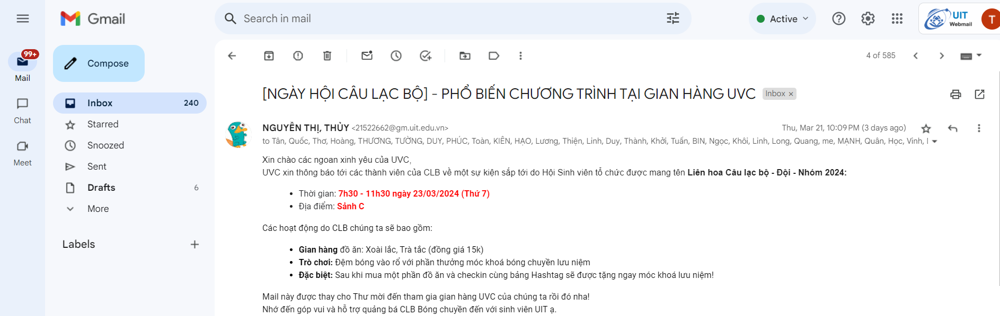 Gmail
Search in mail
Active
UIT
Webmail
T
99+
Mail
Chat
Meet
Compose
Inbox 240
Starred
Snoozed
Sent
Drafts 6
More
Labels
4 of 585
[NGÀY HỘI CÂU LẠC BỘ] - PHỔ BIẾN CHƯƠNG TRÌNH TẠI GIAN HÀNG UVC Inbox ×
NGUYỄN THỊ, THỦY <21522662@gm.uit.edu.vn> Thu, Mar 21, 10:09 PM (3 days ago)
to Tân, Quốc, Thơ, Hoàng, THƯƠNG, TƯỜNG, DUY, PHÚC, Toàn, KIÊN, HẠO, Lương, Thiện, Linh, Duy, Thành, Khởi, Tuấn, BIN, Ngọc, Khôi, Linh, Long, Quang, me, MẠNH, Quân, Học, Vinh,
Xin chào các ngoan xinh yêu của UVC,
UVC xin thông báo tới các thành viên của CLB về một sự kiện sắp tới do Hội Sinh viên tổ chức được mang tên Liên hoa Câu lạc bộ - Đội - Nhóm 2024:
• Thời gian: 7h30 - 11h30 ngày 23/03/2024 (Thứ 7)
• Địa điểm: Sảnh C
Các hoạt động do CLB chúng ta sẽ bao gồm:
• Gian hàng đồ ăn: Xoài lắc, Trà tắc (đồng giá 15k)
• Trò chơi: Đệm bóng vào rổ với phần thưởng móc khoá bóng chuyền lưu niệm
• Đặc biệt: Sau khi mua một phần đồ ăn và checkin cùng bảng Hashtag sẽ được tặng ngay móc khoá lưu niệm!
Mail này được thay cho Thư mời đến tham gia gian hàng UVC của chúng ta rồi đó nha!
Nhớ đến góp vui và hỗ trợ quảng bá CLB Bóng chuyền đến với sinh viên UIT ạ.